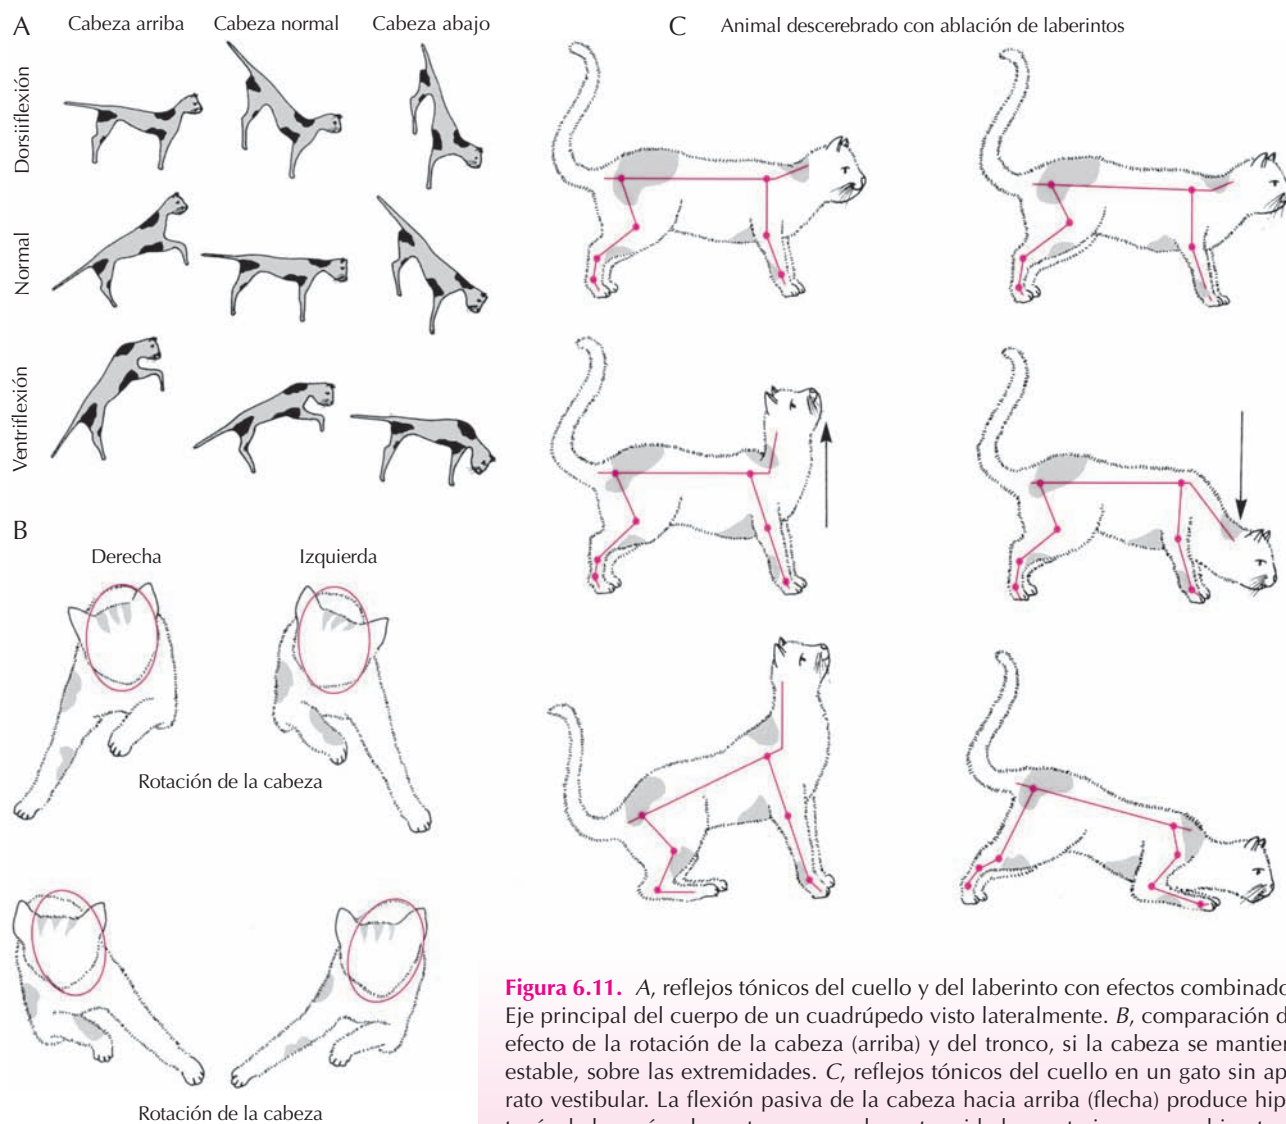 A
Cabeza arriba Cabeza normal Cabeza abajo
Dorsiiflexión
Normal
Ventriflexión
B
Derecha Izquierda
Rotación de la cabeza
Rotación de la cabeza
C
Animal descerebrado con ablación de laberintos
Figura 6.11. A, reflejos tónicos del cuello y del laberinto con efectos combinado
Eje principal del cuerpo de un cuadrúpedo visto lateralmente. B, comparación d
efecto de la rotación de la cabeza (arriba) y del tronco, si la cabeza se mantien
estable, sobre las extremidades. C, reflejos tónicos del cuello en un gato sin apa
rato vestibular. La flexión pasiva de la cabeza hacia arriba (flecha) produce hip